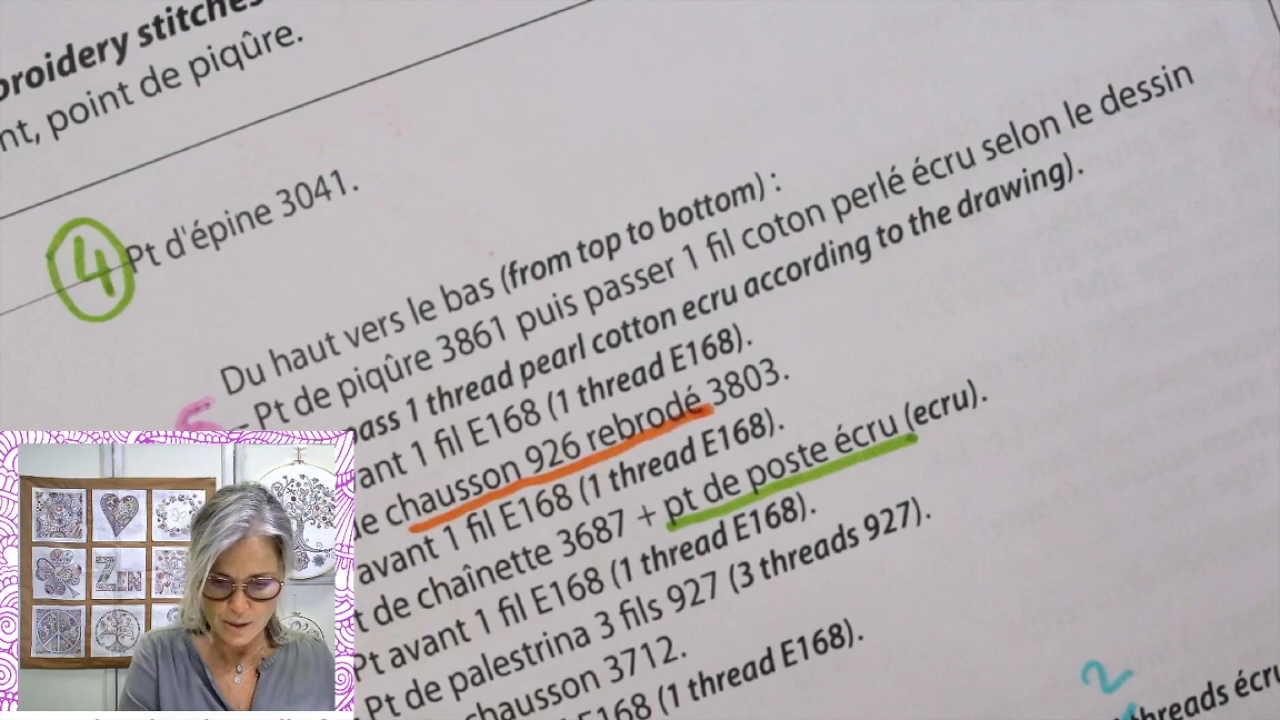 broidery stitches
nt, point de piqûre.
4 Pt d'épine 3041.
Du haut vers le bas (from top to bottom) :
5 - Pt de piqûre 3861 puis passer 1 fil coton perlé écru selon le dessin
pass 1 thread pearl cotton ecru according to the drawing).
ant 1 fil E168 (1 thread E168).
de chausson 926 rebrodé 3803.
avant 1 fil E168 (1 thread E168).
t de chaînette 3687 + pt de poste écru (ecru).
Pt avant 1 fil E168 (1 thread E168).
Pt de palestrina 3 fils 927 (3 threads 927).
chausson 3712.
E168 (1 thread E168).
2
threads écru